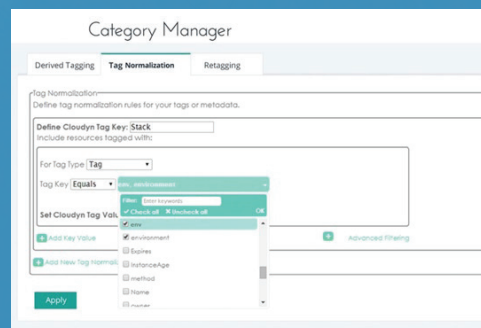 Category Manager
Derived Tagging Tag Normalization Retagging
Tag Normalization
Define tag normalization rules for your tags or metadata.
Define Cloudyn Tag Key: Stack
Include resources tagged with:
For Tag Type Tag
Tag Key Equals env, environment
Filter: Enter keywords
Check all Uncheck all OK
Set Cloudyn Tag Valu
env
Add Key Value environment Advanced Filtering
Expires
Add New Tag Normaliz InstanceAge
method
Name
Apply owner